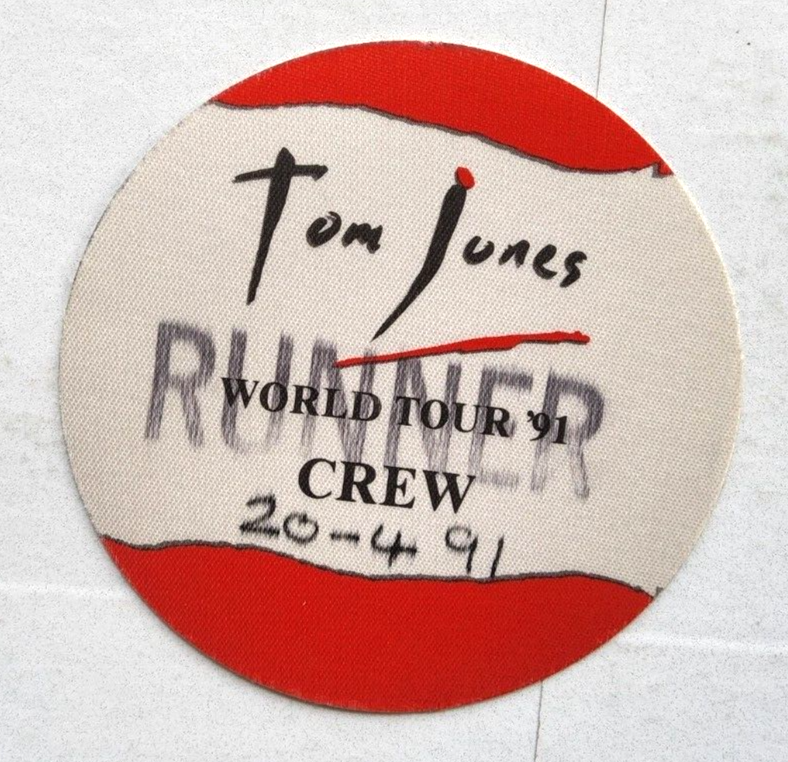 Tom Jones
RUNNER
WORLD TOUR '91
CREW
20-4 91